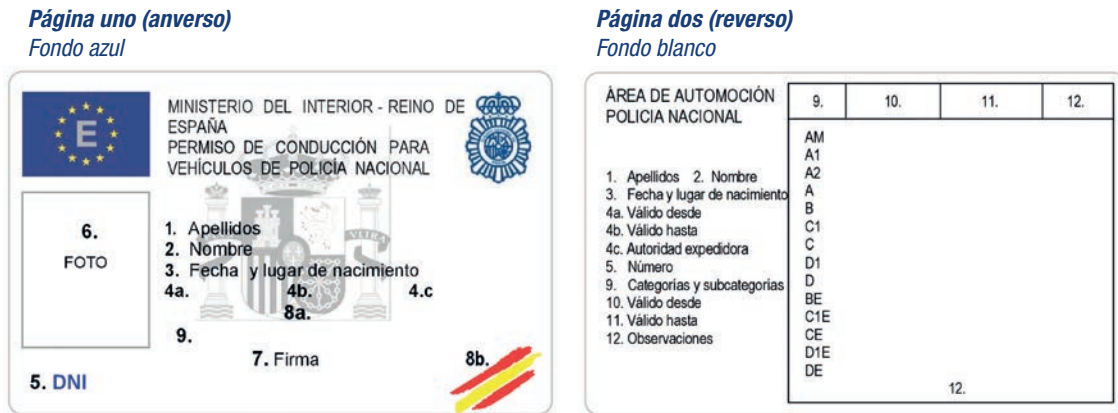 Página uno (anverso)
Fondo azul
E
MINISTERIO DEL INTERIOR - REINO DE
ESPAÑA
PERMISO DE CONDUCCIÓN PARA
VEHÍCULOS DE POLICÍA NACIONAL
6.
FOTO
1. Apellidos
2. Nombre
3. Fecha y lugar de nacimiento
4a. 4b. 4.c
8a.
9.
7. Firma 8b.
5. DNI
Página dos (reverso)
Fondo blanco
ÁREA DE AUTOMOCIÓN
POLICIA NACIONAL
1. Apellidos 2. Nombre
3. Fecha y lugar de nacimiento
4a. Válido desde
4b. Válido hasta
4c. Autoridad expedidora
5. Número
9. Categorías y subcategorías
10. Válido desde
11. Válido hasta
12. Observaciones
9. 10. 11. 12.
AM
A1
A2
A
B
C1
C
D1
D
BE
C1E
CE
D1E
DE
12.